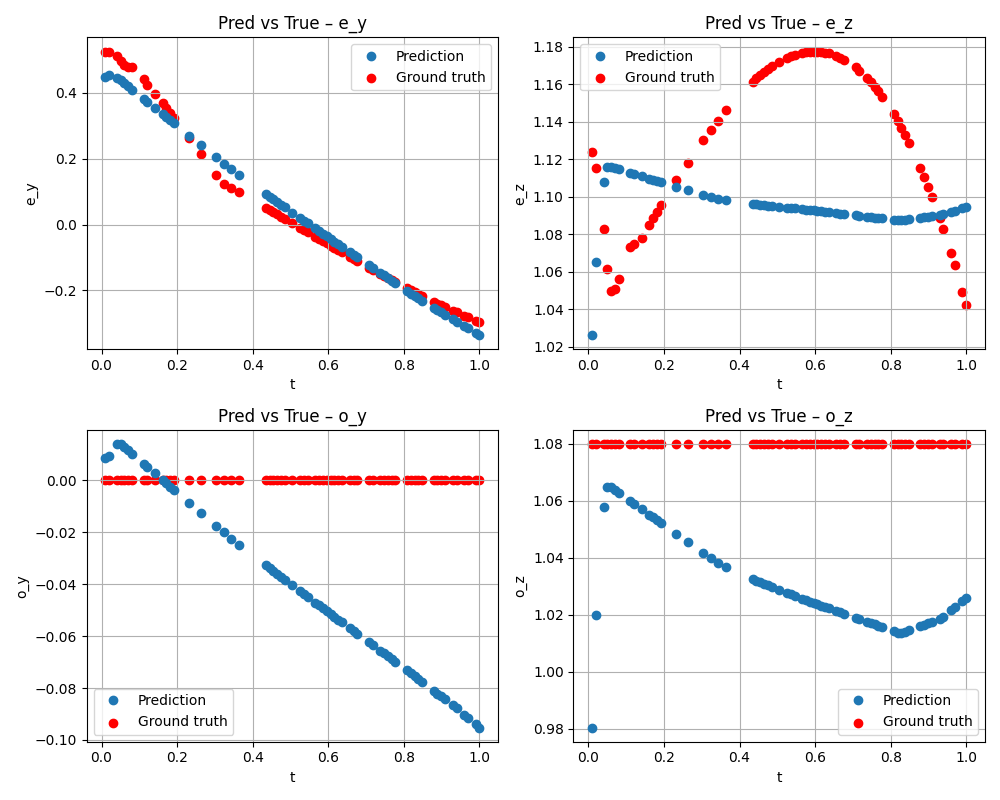 Pred vs True – e_y
Prediction
Ground truth
e_y
0.4
0.2
0.0
−0.2
0.0
0.2
0.4
0.6
0.8
1.0
t
Pred vs True – e_z
Prediction
Ground truth
e_z
1.18
1.16
1.14
1.12
1.10
1.08
1.06
1.04
1.02
0.0
0.2
0.4
0.6
0.8
1.0
t
Pred vs True – o_y
Prediction
Ground truth
o_y
0.00
−0.02
−0.04
−0.06
−0.08
−0.10
0.0
0.2
0.4
0.6
0.8
1.0
t
Pred vs True – o_z
Prediction
Ground truth
o_z
1.08
1.06
1.04
1.02
1.00
0.98
0.0
0.2
0.4
0.6
0.8
1.0
t